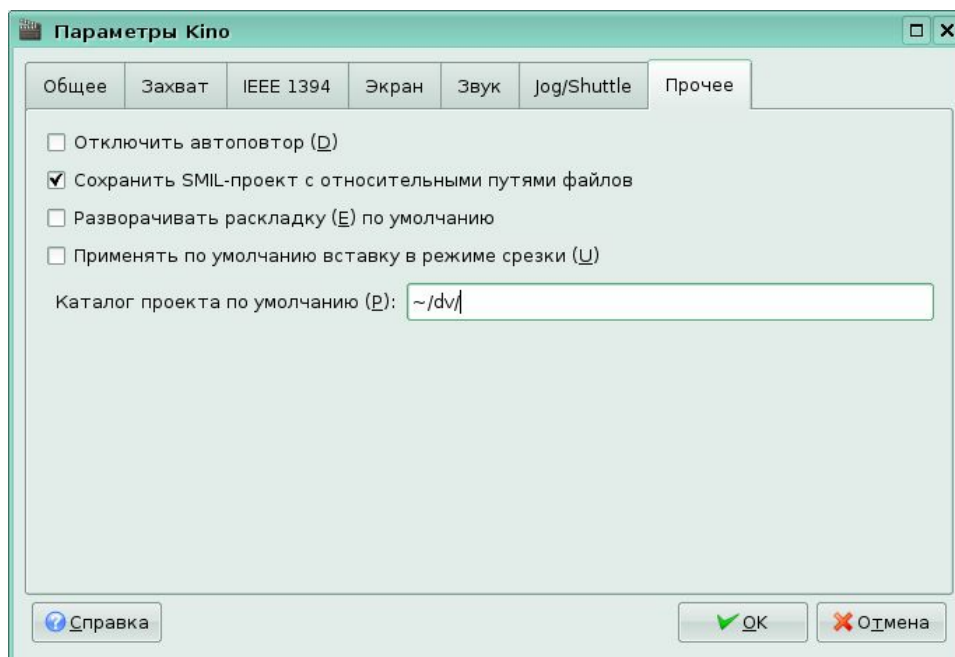 Параметры Kino
Общее Захват IEEE 1394 Экран Звук Jog/Shuttle Прочее
Отключить автоповтор (D)
Сохранить SMIL-проект с относительными путями файлов
Разворачивать раскладку (E) по умолчанию
Применять по умолчанию вставку в режиме срезки (U)
Каталог проекта по умолчанию (P): ~/dv/
Справка OK Отмена